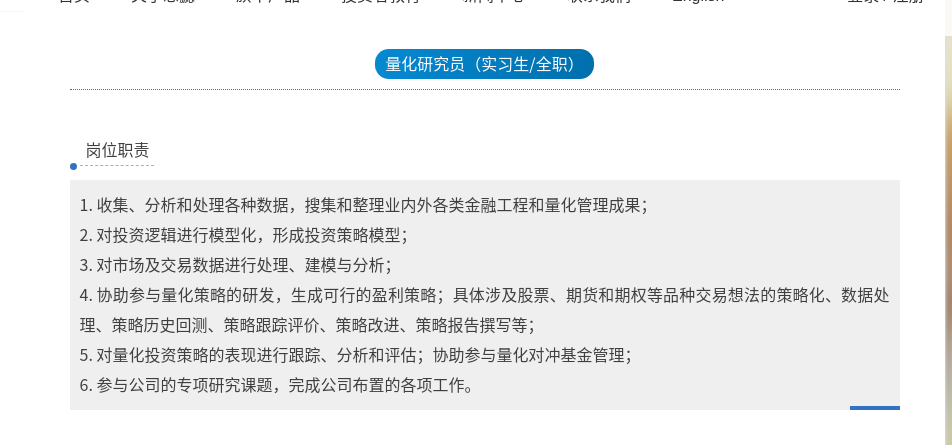 English
量化研究员（实习生/全职）
岗位职责
1. 收集、分析和处理各种数据，搜集和整理业内外各类金融工程和量化管理成果；
2. 对投资逻辑进行模型化，形成投资策略模型；
3. 对市场及交易数据进行处理、建模与分析；
4. 协助参与量化策略的研发，生成可行的盈利策略；具体涉及股票、期货和期权等品种交易想法的策略化、数据处
理、策略历史回测、策略跟踪评价、策略改进、策略报告撰写等；
5. 对量化投资策略的表现进行跟踪、分析和评估；协助参与量化对冲基金管理；
6. 参与公司的专项研究课题，完成公司布置的各项工作。